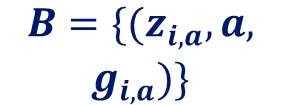 B = {(z_{i,a}, a,
g_{i,a})}